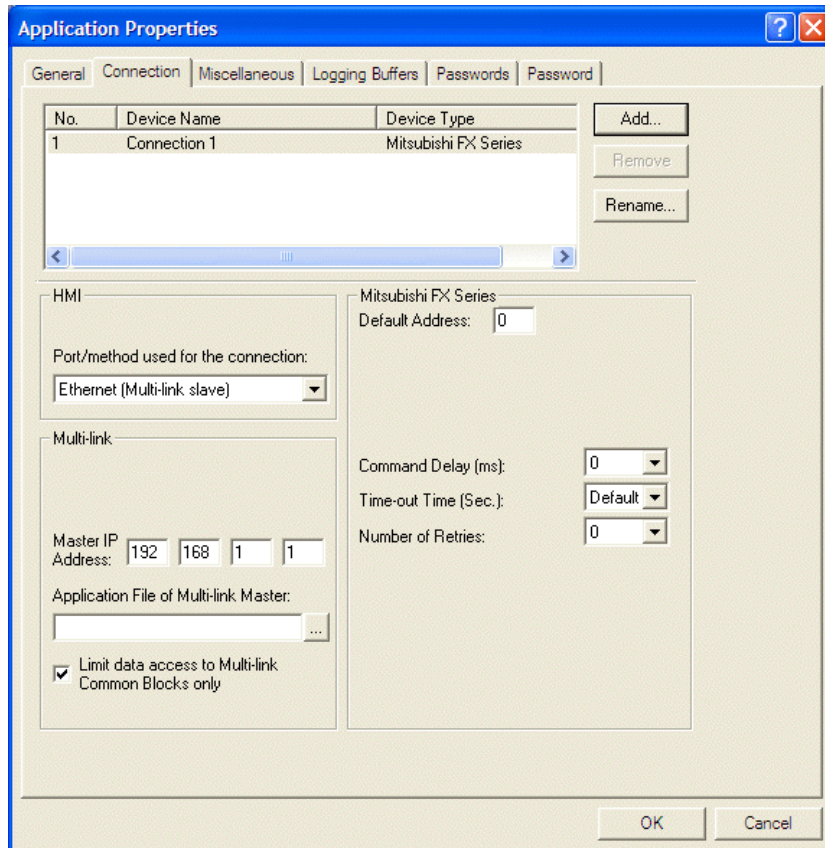 Application Properties
General Connection Miscellaneous Logging Buffers Passwords Password
No. Device Name Device Type
1 Connection 1 Mitsubishi FX Series
Add...
Remove
Rename...
HMI
Port/method used for the connection:
Ethernet (Multi-link slave)
Multi-link
Master IP
Address: 192 168 1 1
Application File of Multi-link Master:
...
Limit data access to Multi-link
Common Blocks only
Mitsubishi FX Series
Default Address: 0
Command Delay (ms): 0
Time-out Time (Sec.): Default
Number of Retries: 0
OK Cancel